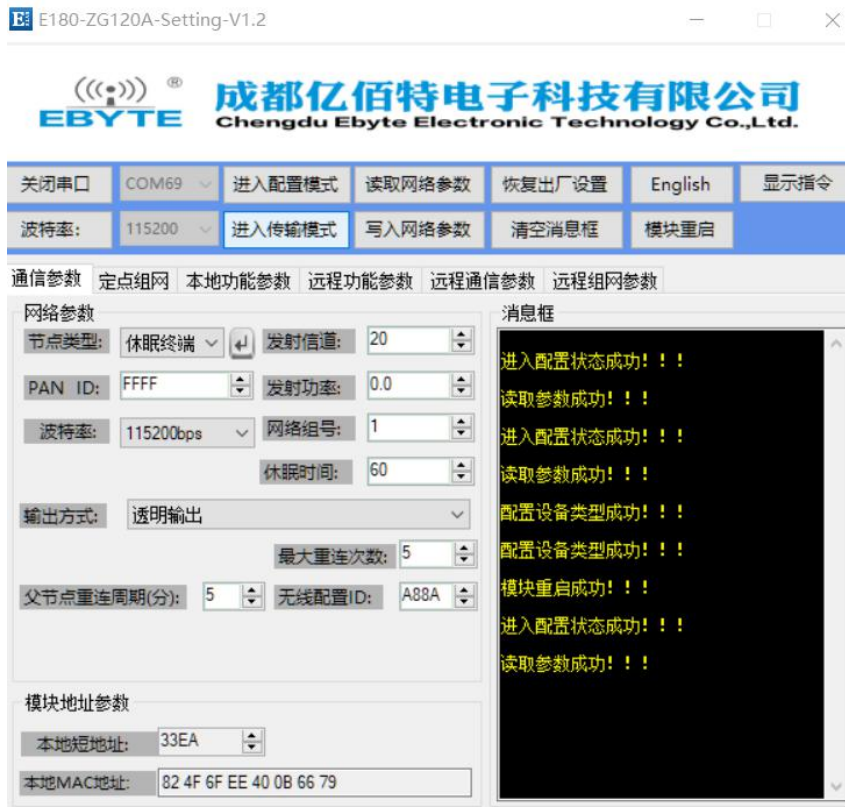 E180-ZG120A-Setting-V1.2
EBYTE ®
成都亿佰特电子科技有限公司
Chengdu Ebyte Electronic Technology Co.,Ltd.
关闭串口 COM69 进入配置模式 读取网络参数 恢复出厂设置 English 显示指令
波特率: 115200 进入传输模式 写入网络参数 清空消息框 模块重启
通信参数 定点组网 本地功能参数 远程功能参数 远程通信参数 远程组网参数
网络参数
节点类型: 休眠终端 发射信道: 20
PAN ID: FFFF 发射功率: 0.0
波特率: 115200bps 网络组号: 1
休眠时间: 60
输出方式: 透明输出
最大重连次数: 5
父节点重连周期(分): 5 无线配置ID: A88A
模块地址参数
本地短地址: 33EA
本地MAC地址: 82 4F 6F EE 40 0B 66 79
消息框
进入配置状态成功!!!
读取参数成功!!!
进入配置状态成功!!!
读取参数成功!!!
配置设备类型成功!!!
配置设备类型成功!!!
模块重启成功!!!
进入配置状态成功!!!
读取参数成功!!!